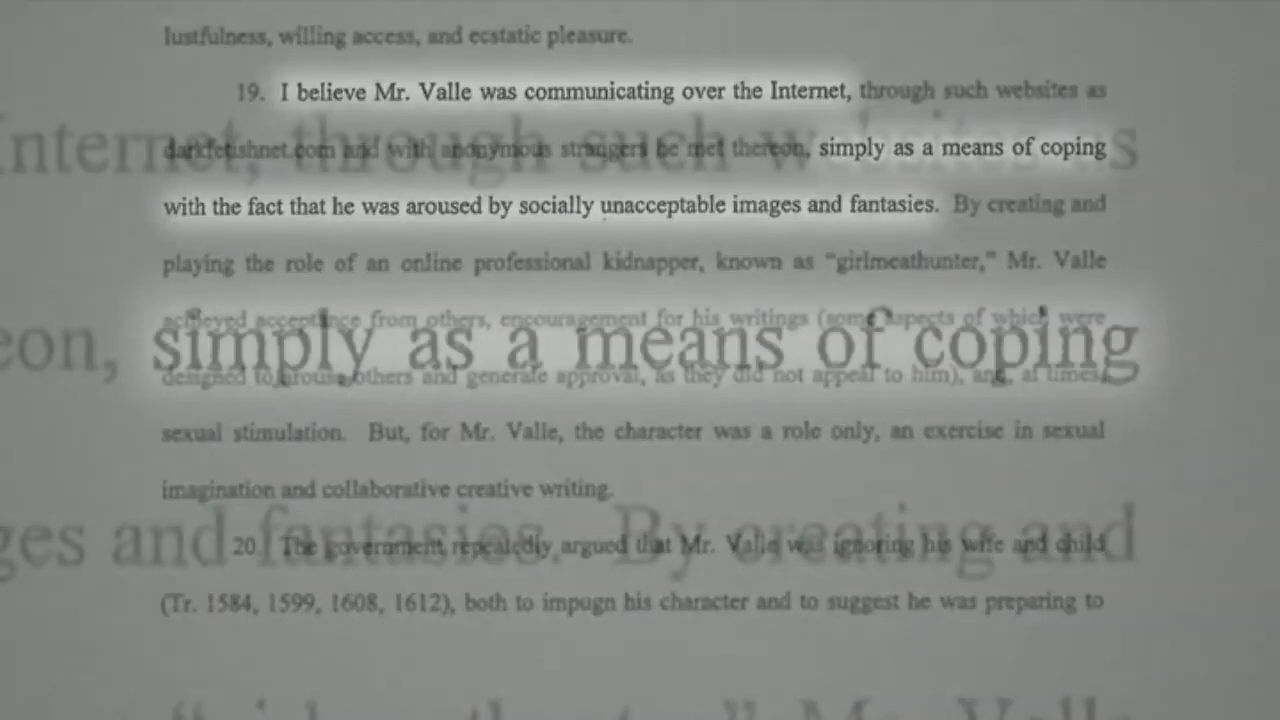 lustfulness, willing access, and ecstatic pleasure.
19. I believe Mr. Valle was communicating over the Internet, through such websites as
Internet, through such websites as
darkfetishnet.com and with anonymous strangers he met thereon, simply as a means of coping
with the fact that he was aroused by socially unacceptable images and fantasies. By creating and
playing the role of an online professional kidnapper, known as “girlmeathunter,” Mr. Valle
achieved acceptance from others, encouragement for his writings (some aspects of which were
eon, simply as a means of coping
designed to arouse others and generate approval, as they did not appear to him), and, at times,
sexual stimulation. But, for Mr. Valle, the character was a role only, an exercise in sexual
imagination and collaborative creative writing.
ges and fantasies. By creating and
20. The government repeatedly argued that Mr. Valle was ignoring his wife and child
(Tr. 1584, 1599, 1608, 1612), both to impugn his character and to suggest he was preparing to
Mr. Valle